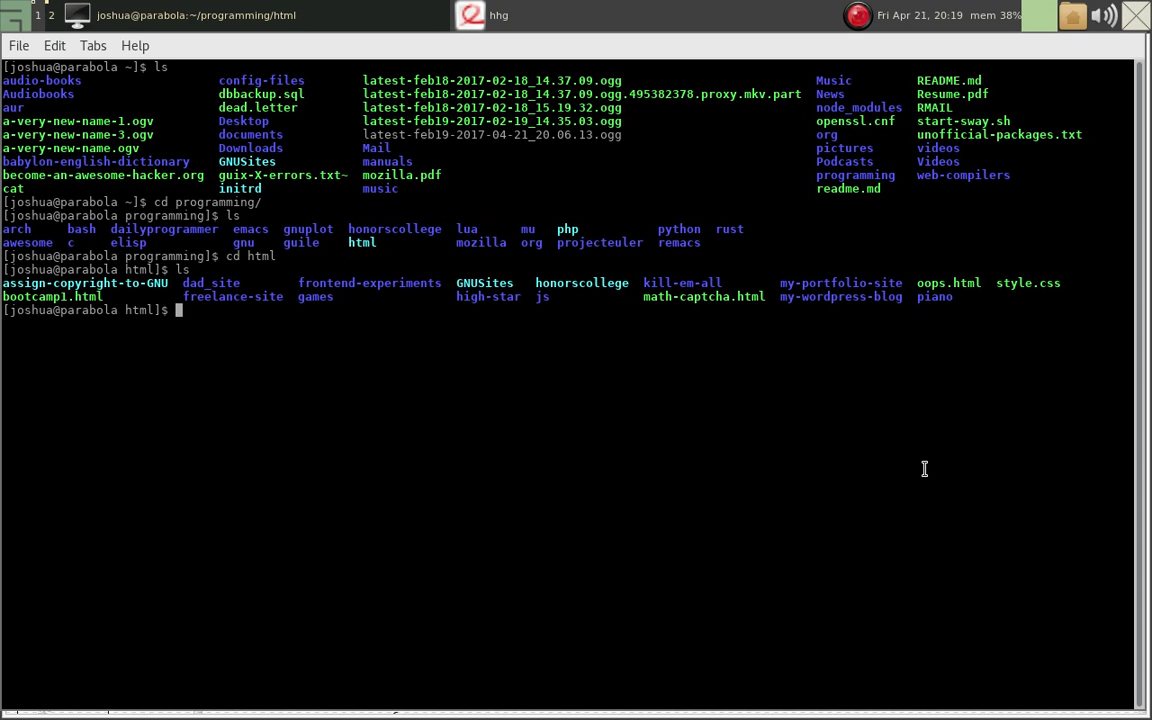 1 2 joshua@parabola:~/programming/html hhg Fri Apr 21, 20:19 mem 38%
File Edit Tabs Help
[joshua@parabola ~]$ ls
audio-books config-files latest-feb18-2017-02-18_14.37.09.ogg Music README.md
Audiobooks dbbackup.sql latest-feb18-2017-02-18_14.37.09.ogg.495382378.proxy.mkv.part News Resume.pdf
aur dead.letter latest-feb18-2017-02-18_15.19.32.ogg node_modules RMAIL
a-very-new-name-1.ogv Desktop latest-feb19-2017-02-19_14.35.03.ogg openssl.cnf start-sway.sh
a-very-new-name-3.ogv documents latest-feb19-2017-04-21_20.06.13.ogg org unofficial-packages.txt
a-very-new-name.ogv Downloads Mail pictures videos
babylon-english-dictionary GNUSites manuals Podcasts Videos
become-an-awesome-hacker.org guix-X-errors.txt~ mozilla.pdf programming web-compilers
cat initrd music readme.md
[joshua@parabola ~]$ cd programming/
[joshua@parabola programming]$ ls
arch bash dailyprogrammer emacs gnuplot honorscollege lua mu php python rust
awesome c elisp gnu guile html mozilla org projecteuler remacs
[joshua@parabola programming]$ cd html
[joshua@parabola html]$ ls
assign-copyright-to-GNU dad_site frontend-experiments GNUSites honorscollege kill-em-all my-portfolio-site oops.html style.css
bootcamp1.html freelance-site games high-star js math-captcha.html my-wordpress-blog piano
[joshua@parabola html]$